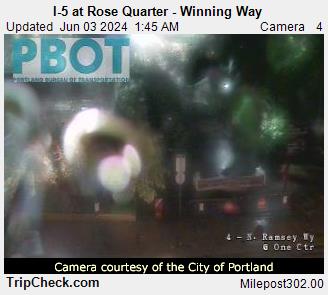 I-5 at Rose Quarter - Winning Way
Updated Jun 03 2024 1:45 AM Camera 4
PBOT
PORTLAND BUREAU OF TRANSPORTATION
4 - N. Ramsey Wy
@ One Ctr
Camera courtesy of the City of Portland
TripCheck.com Milepost302.00